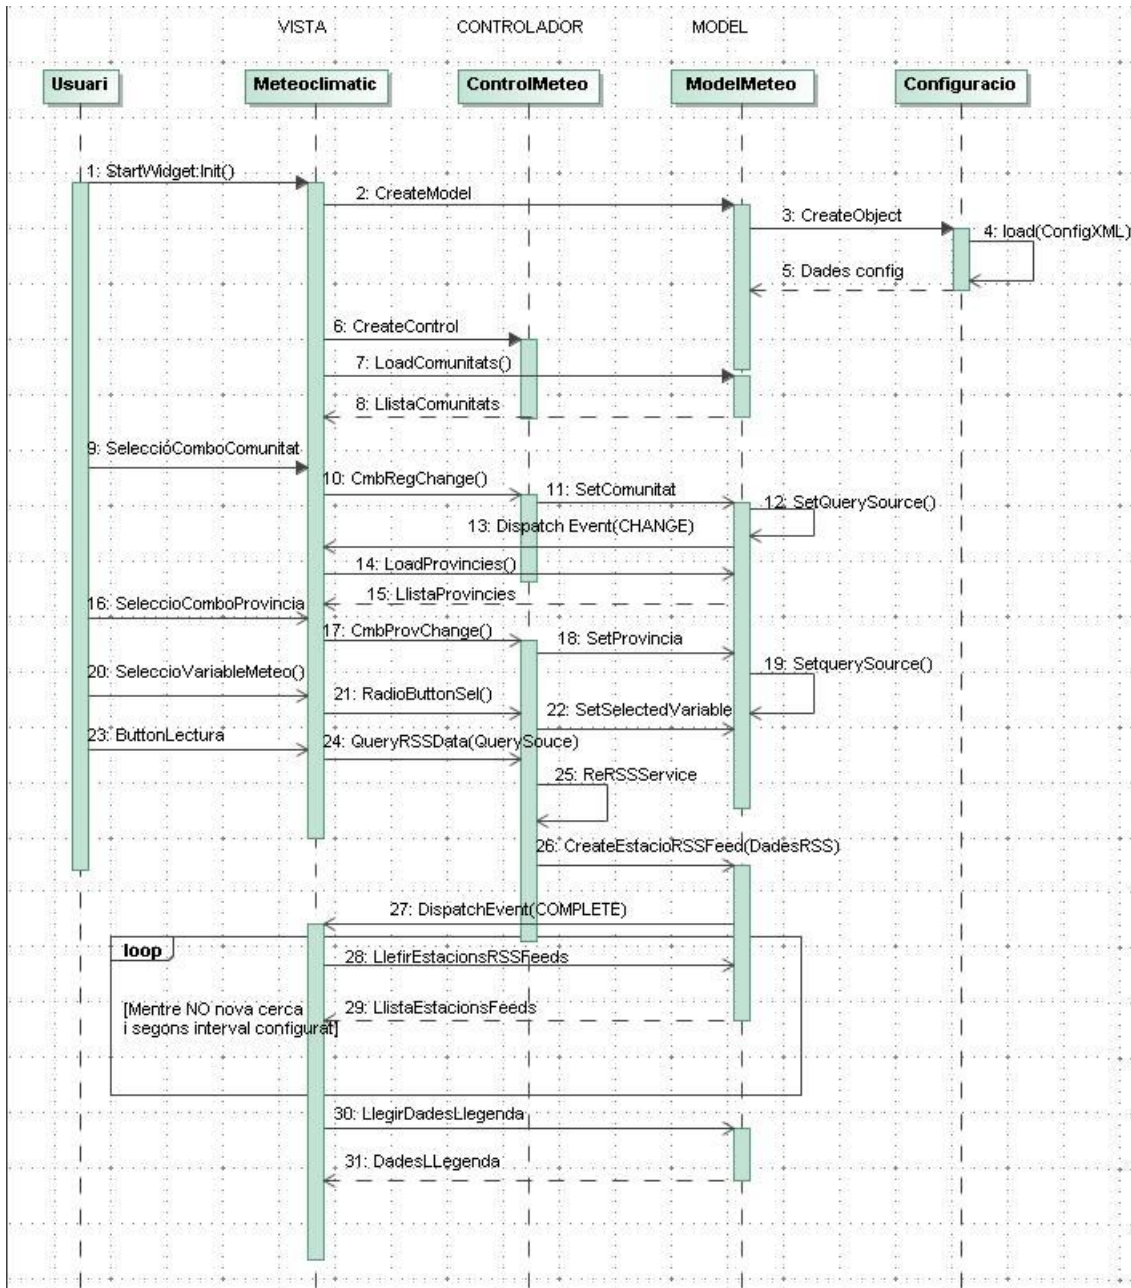 VISTA CONTROLADOR MODEL
Usuari Meteoclimatic ControlMeteo ModelMeteo Configuracio
1: StartWidget:Init()
2: CreateModel
3: CreateObject
4: load(ConfigXML)
5: Dades config
6: CreateControl
7: LoadComunitats()
8: LlistaComunitats
9: SeleccióComboComunitat
10: CmbRegChange()
11: SetComunitat
12: SetQuerySource()
13: Dispatch Event(CHANGE)
14: LoadProvincies()
15: LlistaProvincies
16: SeleccioComboProvincia
17: CmbProvChange()
18: SetProvincia
19: SetquerySource()
20: SeleccioVariableMeteo()
21: RadioButtonSel()
22: SetSelectedVariable
23: ButtonLectura
24: QueryRSSData(QuerySouce)
25: ReRSSService
26: CreateEstacioRSSFeed(DadesRSS)
27: DispatchEvent(COMPLETE)
loop
28: LlefirEstacionsRSSFeeds
[Mentre NO nova cerca
i segons interval configurat]
29: LlistaEstacionsFeeds
30: LlegirDadesLlegenda
31: DadesLLegenda